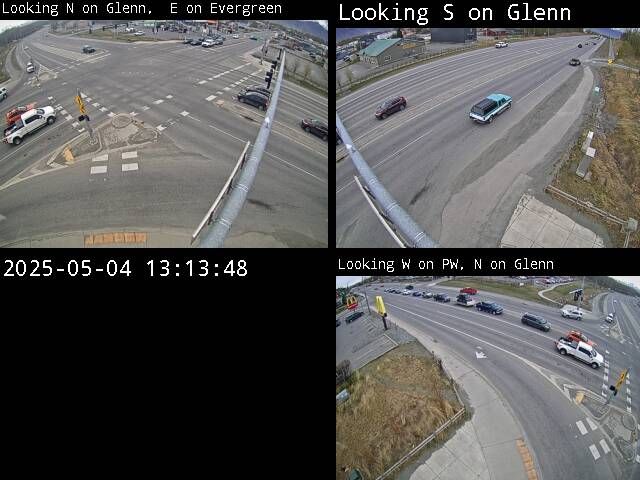 Looking N on Glenn, E on Evergreen
Looking S on Glenn
2025-05-04 13:13:48
Looking W on PW, N on Glenn